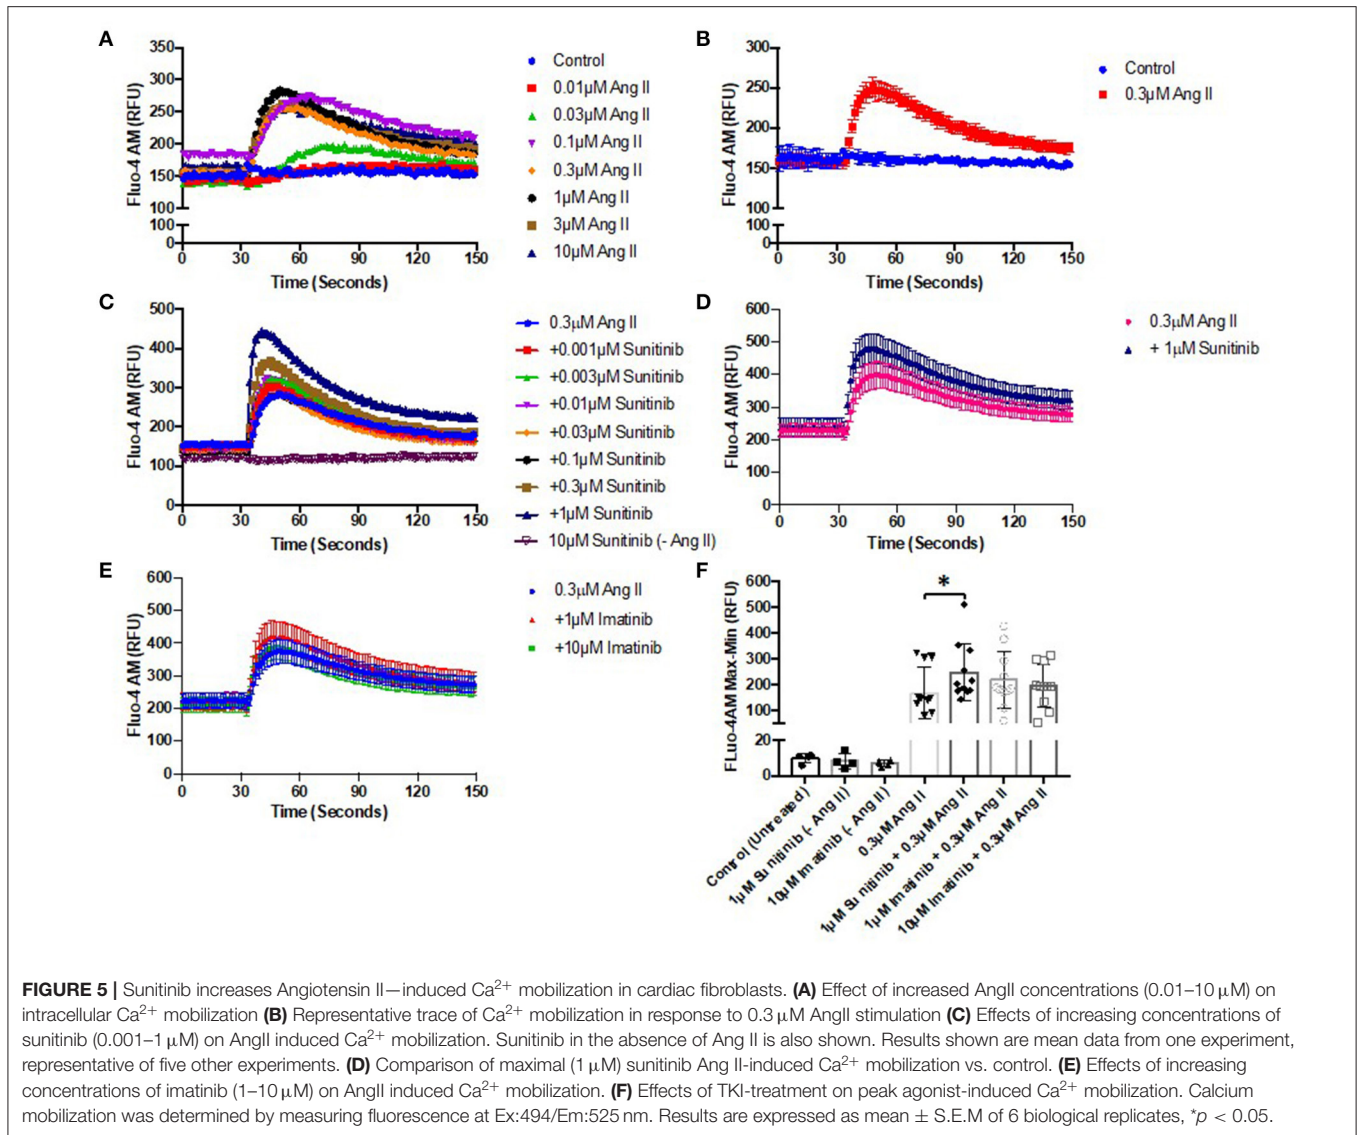 A
Fluo-4 AM (RFU)
350
300
250
200
150
100
100
0
0 30 60 90 120 150
Time (Seconds)
Control
0.01µM Ang II
0.03µM Ang II
0.1µM Ang II
0.3µM Ang II
1µM Ang II
3µM Ang II
10µM Ang II
B
Fluo-4 AM (RFU)
300
250
200
150
100
100
0
0 30 60 90 120 150
Time (Seconds)
Control
0.3µM Ang II
C
Fluo-4 AM (RFU)
500
400
300
200
100
0
0 30 60 90 120 150
Time (Seconds)
0.3µM Ang II
+0.001µM Sunitinib
+0.003µM Sunitinib
+0.01µM Sunitinib
+0.03µM Sunitinib
+0.1µM Sunitinib
+0.3µM Sunitinib
+1µM Sunitinib
10µM Sunitinib (- Ang II)
D
Fluo-4 AM (RFU)
600
500
400
300
200
100
0
0 30 60 90 120 150
Time (Seconds)
0.3µM Ang II
+ 1µM Sunitinib
E
Fluo-4 AM (RFU)
600
500
400
300
200
0
0 30 60 90 120 150
Time (Seconds)
0.3µM Ang II
+1µM Imatinib
+10µM Imatinib
F
FLuo-4AM Max-Min (RFU)
600
500
400
300
200
100
20
0
*
Control (Untreated)
1µM Sunitinib (- Ang II)
10µM Imatinib (- Ang II)
0.3µM Ang II
1µM Sunitinib + 0.3µM Ang II
1µM Imatinib + 0.3µM Ang II
10µM Imatinib + 0.3µM Ang II
FIGURE 5 | Sunitinib increases Angiotensin II—induced Ca²⁺ mobilization in cardiac fibroblasts. (A) Effect of increased AngII concentrations (0.01–10 µM) on
intracellular Ca²⁺ mobilization (B) Representative trace of Ca²⁺ mobilization in response to 0.3 µM AngII stimulation (C) Effects of increasing concentrations of
sunitinib (0.001–1 µM) on AngII induced Ca²⁺ mobilization. Sunitinib in the absence of Ang II is also shown. Results shown are mean data from one experiment,
representative of five other experiments. (D) Comparison of maximal (1 µM) sunitinib Ang II-induced Ca²⁺ mobilization vs. control. (E) Effects of increasing
concentrations of imatinib (1–10 µM) on AngII induced Ca²⁺ mobilization. (F) Effects of TKI-treatment on peak agonist-induced Ca²⁺ mobilization. Calcium
mobilization was determined by measuring fluorescence at Ex:494/Em:525 nm. Results are expressed as mean ± S.E.M of 6 biological replicates, *p < 0.05.